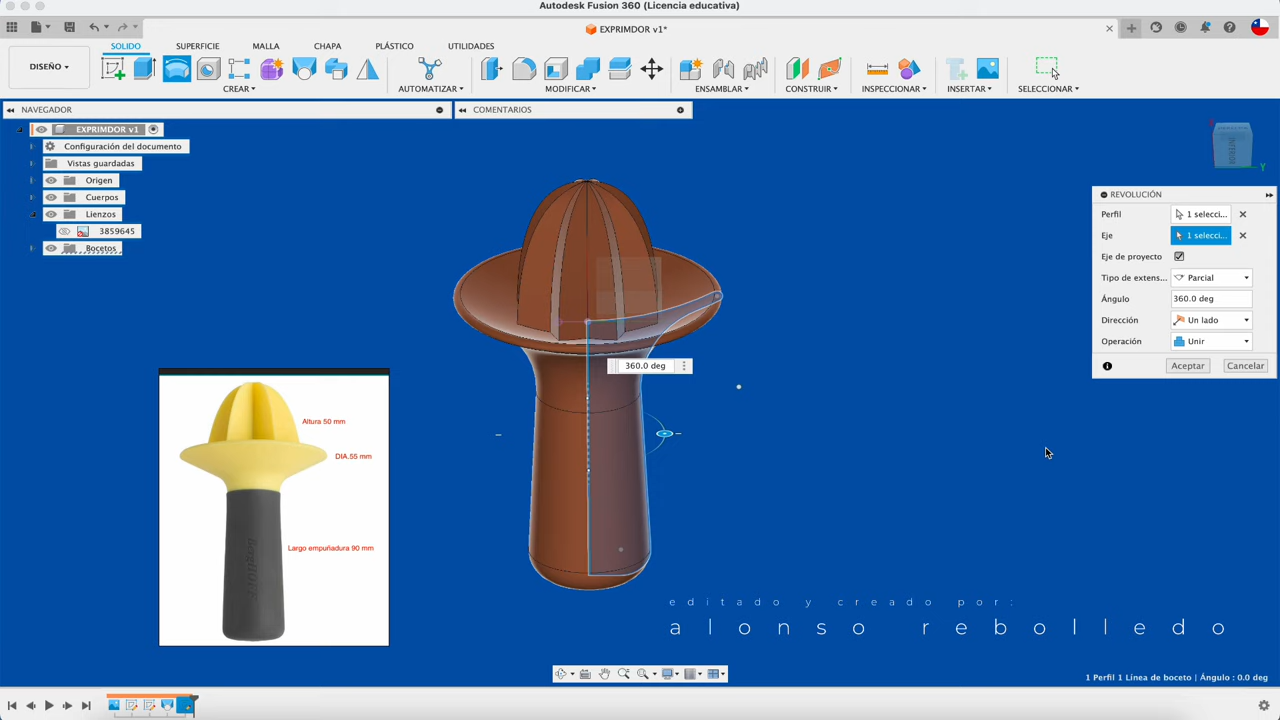 Autodesk Fusion 360 (Licencia educativa)
EXPRIMDOR v1*
DISEÑO
SOLIDO
SUPERFICIE
MALLA
CHAPA
PLÁSTICO
UTILIDADES
CREAR
AUTOMATIZAR
MODIFICAR
ENSAMBLAR
CONSTRUIR
INSPECCIONAR
INSERTAR
SELECCIONAR
NAVEGADOR
COMENTARIOS
EXPRIMDOR v1
Configuración del documento
Vistas guardadas
Origen
Cuerpos
Lienzos
3859645
Bocetos
Y
REVOLUCIÓN
Perfil 1 selecci...
Eje 1 selecci...
Eje de proyecto
Tipo de extens... Parcial
Ángulo 360.0 deg
Dirección Un lado
Operación Unir
Aceptar Cancelar
360.0 deg
Altura 50 mm
DIA.55 mm
Largo empuñadura 90 mm
editado y creado por:
alonso rebolledo
1 Perfil 1 Línea de boceto | Ángulo : 0.0 deg